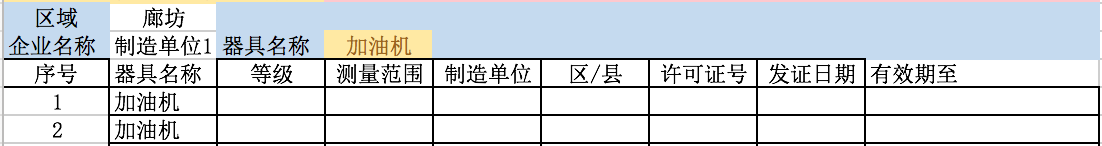 区域 廊坊
企业名称 制造单位1 器具名称 加油机
序号 器具名称 等级 测量范围 制造单位 区/县 许可证号 发证日期 有效期至
1 加油机
2 加油机